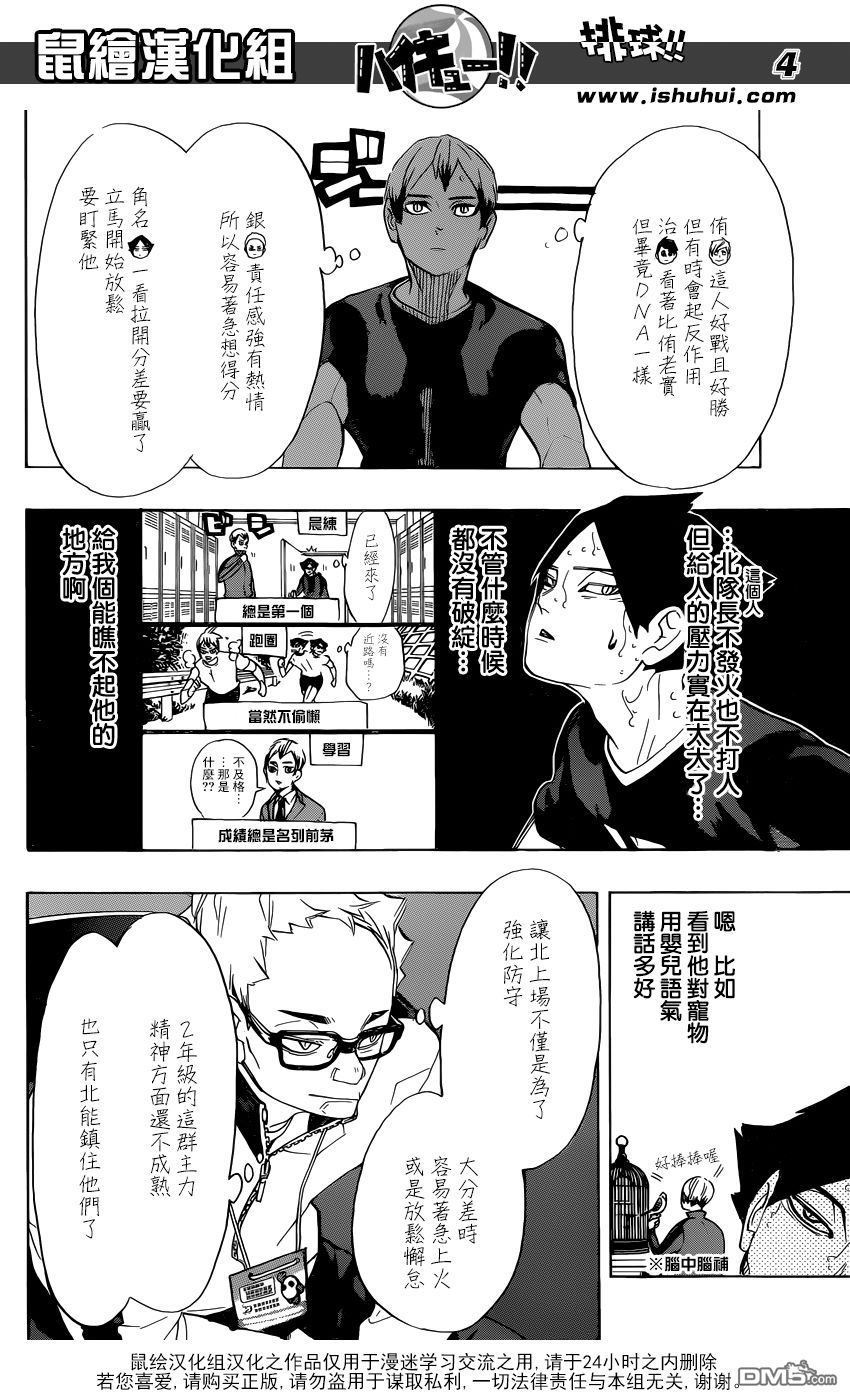 鼠繪漢化組
ハイキュー!!
排球!!
4
www.ishuhui.com
侑這人好戰且好勝
但有時會起反作用
治看著比侑老實
但畢竟DNA一樣
ジ
銀責任感強有熱情
所以容易著急想得分
角名一看拉開分差要贏了
立馬開始放鬆
要盯緊他
這個人
…北隊長不發火也不打人
但給人的壓力實在太大了…
不管什麼時候
都沒有破綻…
晨練
ビシッ
已經來了
總是第一個
跑圈
沒有
近路嗎…?
當然不偷懶
學習
不及格
…那是
什麼??
成績總是名列前茅
給我個能瞧不起他的
地方啊
嗯 比如
看到他對寵物
用嬰兒語氣
講話多好
好捧捧喔
※腦中腦補
讓北上場不僅是為了
強化防守
大分差時
容易著急上火
或是放鬆懈怠
2年級的這群主力
精神方面還不成熟
也只有北能鎮住他們了
鼠绘汉化组汉化之作品仅用于漫迷学习交流之用,请于24小时之内删除
若您喜爱,请购买正版,请勿盗用于谋取私利,一切法律责任与本组无关,谢谢。
DM5.com